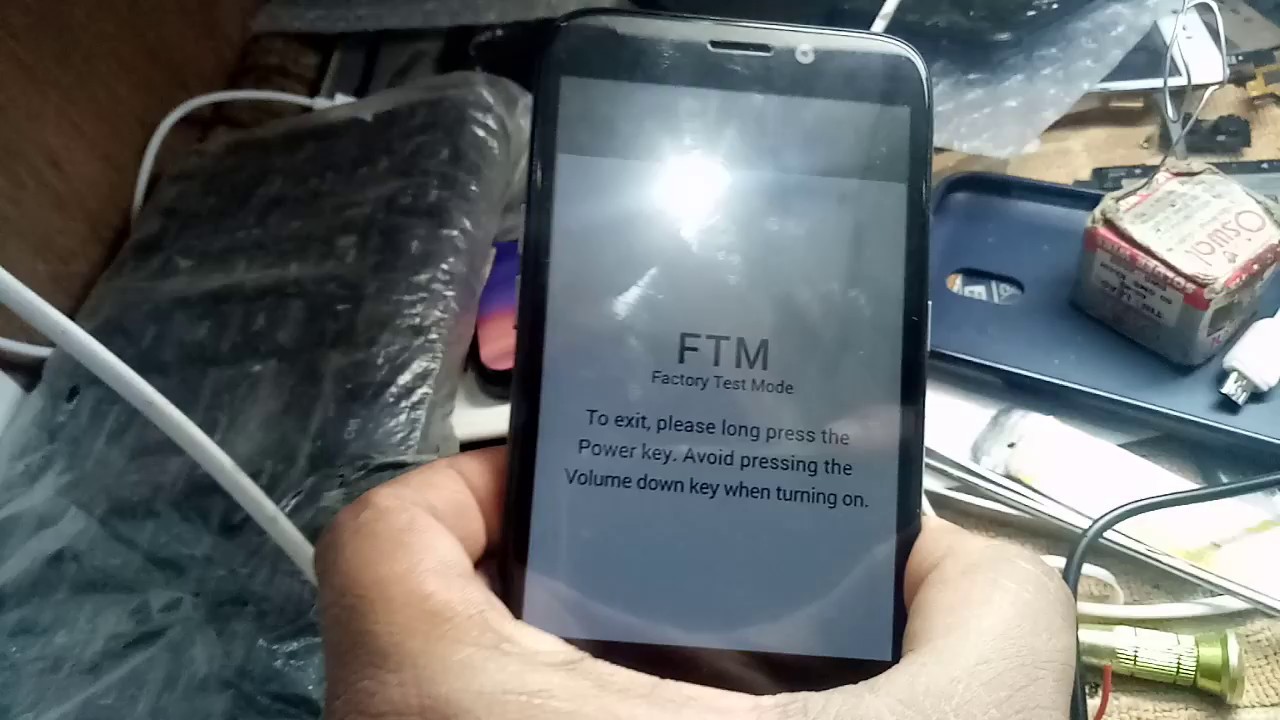 FTM
Factory Test Mode
To exit, please long press the
Power key. Avoid pressing the
Volume down key when turning on.
Oswal